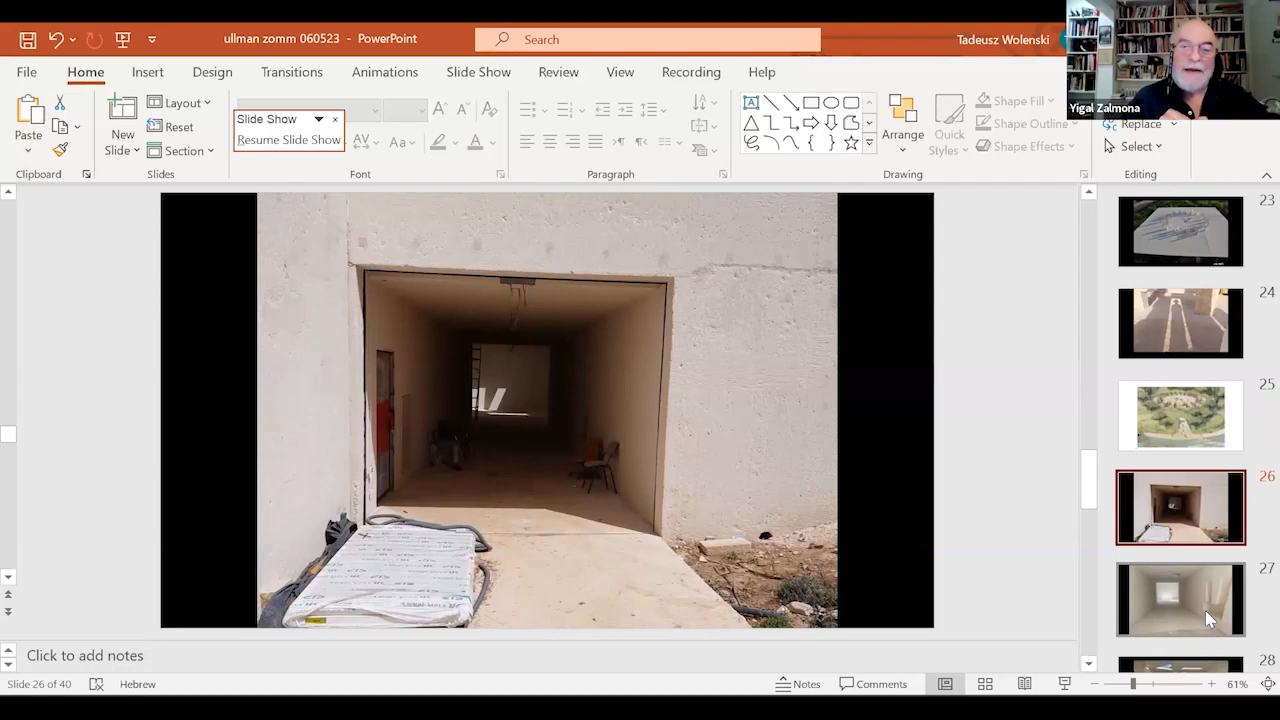 ullman zomm 060523 - PowerPoint
Search
Tadeusz Wolenski
File Home Insert Design Transitions Animations Slide Show Review View Recording Help
Yigal Zalmona
Paste
New
Slide
Layout
Reset
Section
Slide Show
Resume Slide Show
Aa
Arrange
Quick
Styles
Shape Fill
Shape Outline
Shape Effects
Replace
Select
Clipboard Slides Font Paragraph Drawing Editing
23
24
25
26
27
28
Click to add notes
Slide 26 of 40 Hebrew Notes Comments 61%